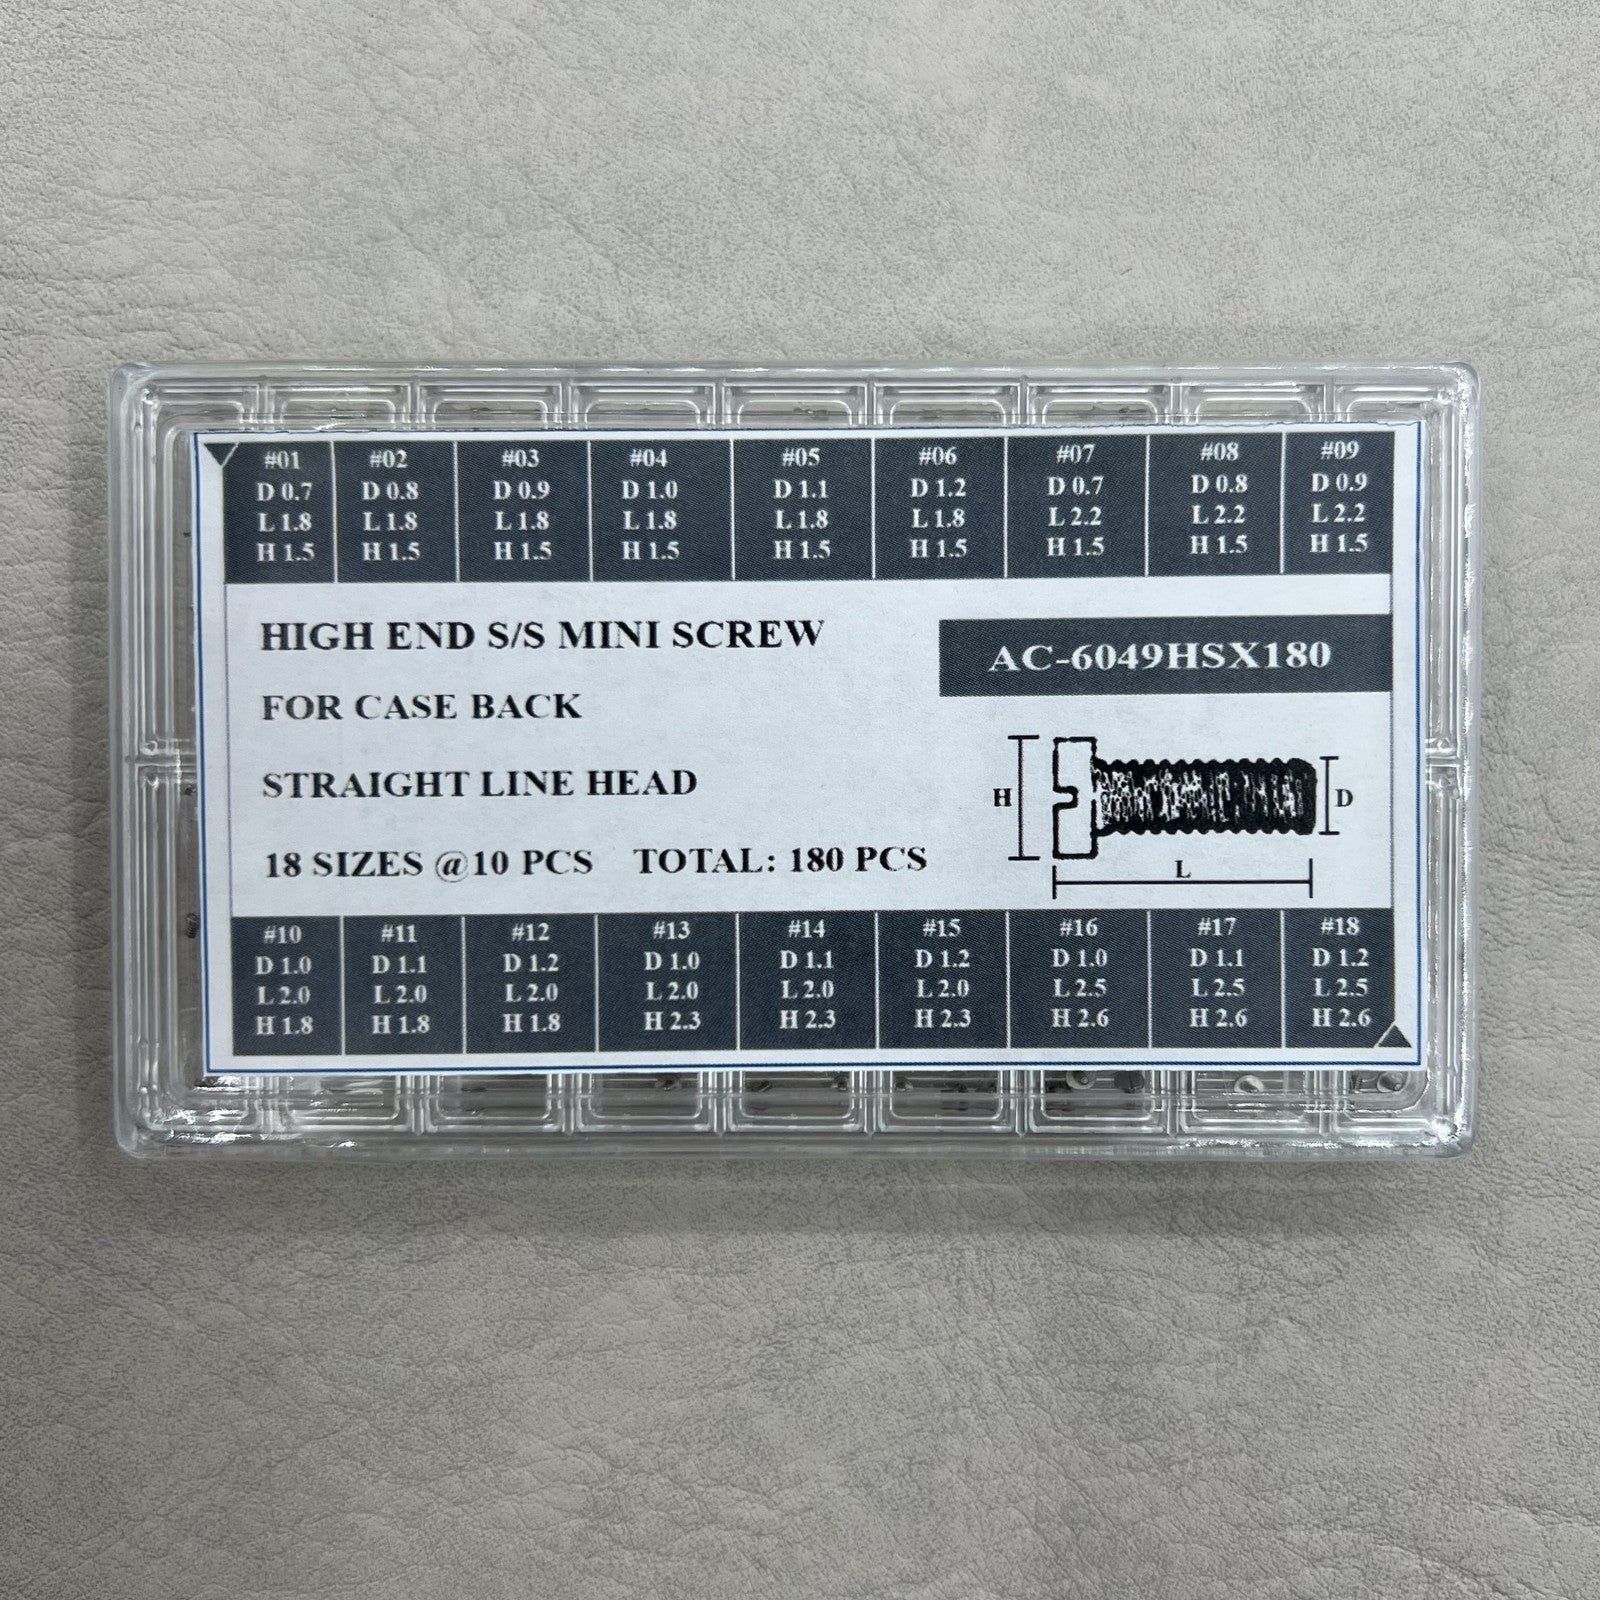 #01 #02 #03 #04 #05 #06 #07 #08 #09
D 0.7 D 0.8 D 0.9 D 1.0 D 1.1 D 1.2 D 0.7 D 0.8 D 0.9
L 1.8 L 1.8 L 1.8 L 1.8 L 1.8 L 1.8 L 2.2 L 2.2 L 2.2
H 1.5 H 1.5 H 1.5 H 1.5 H 1.5 H 1.5 H 1.5 H 1.5 H 1.5
HIGH END S/S MINI SCREW
AC-6049HSX180
FOR CASE BACK
STRAIGHT LINE HEAD
H D
18 SIZES @10 PCS TOTAL: 180 PCS
L
#10 #11 #12 #13 #14 #15 #16 #17 #18
D 1.0 D 1.1 D 1.2 D 1.0 D 1.1 D 1.2 D 1.0 D 1.1 D 1.2
L 2.0 L 2.0 L 2.0 L 2.0 L 2.0 L 2.0 L 2.5 L 2.5 L 2.5
H 1.8 H 1.8 H 1.8 H 2.3 H 2.3 H 2.3 H 2.6 H 2.6 H 2.6